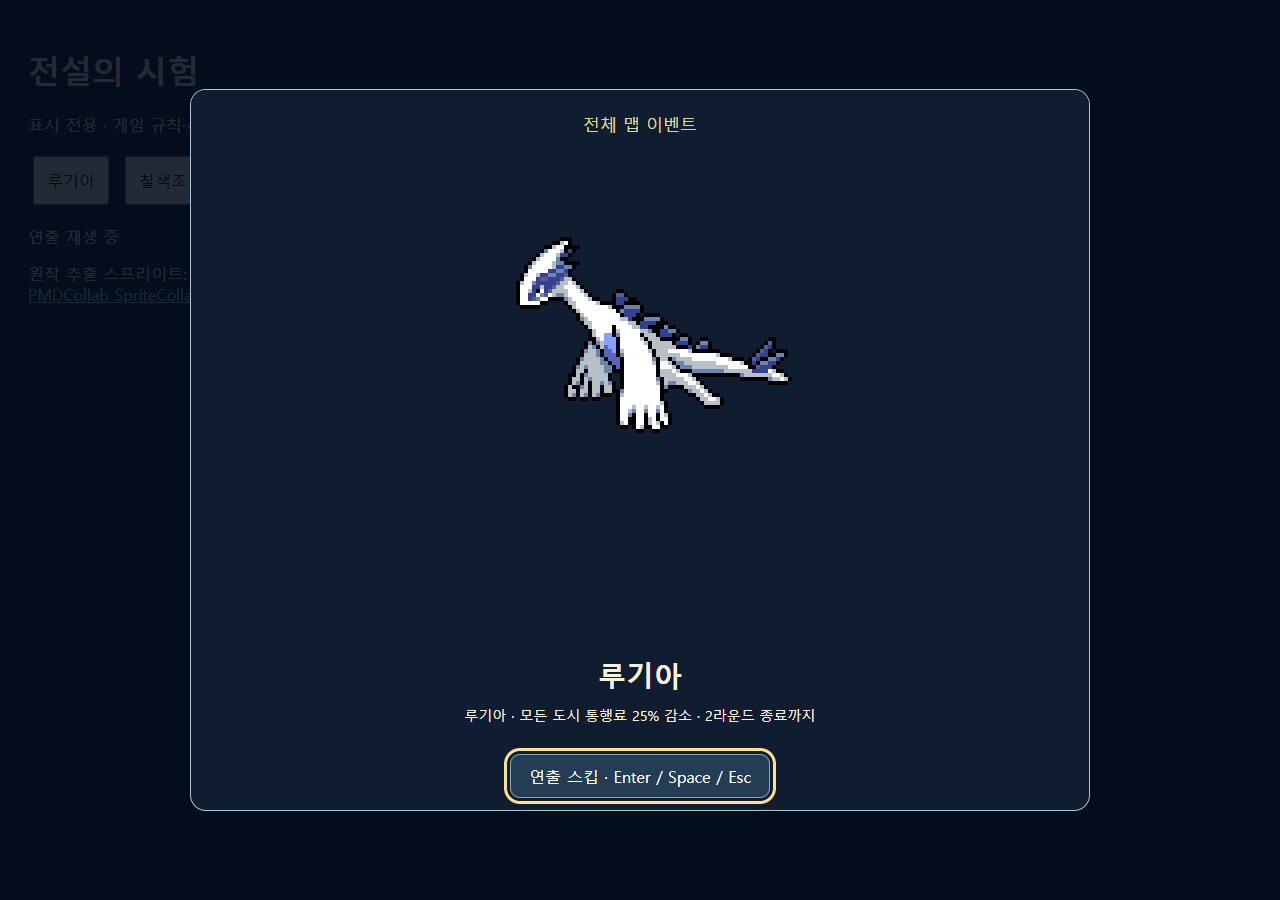 전설의 시험
전체 맵 이벤트
표시 전용 · 게임 규칙·
루기아
칠색조
연출 재생 중
원작 추출 스프라이트:
PMDCollab SpriteColla
루기아
루기아 · 모든 도시 통행료 25% 감소 · 2라운드 종료까지
연출 스킵 · Enter / Space / Esc